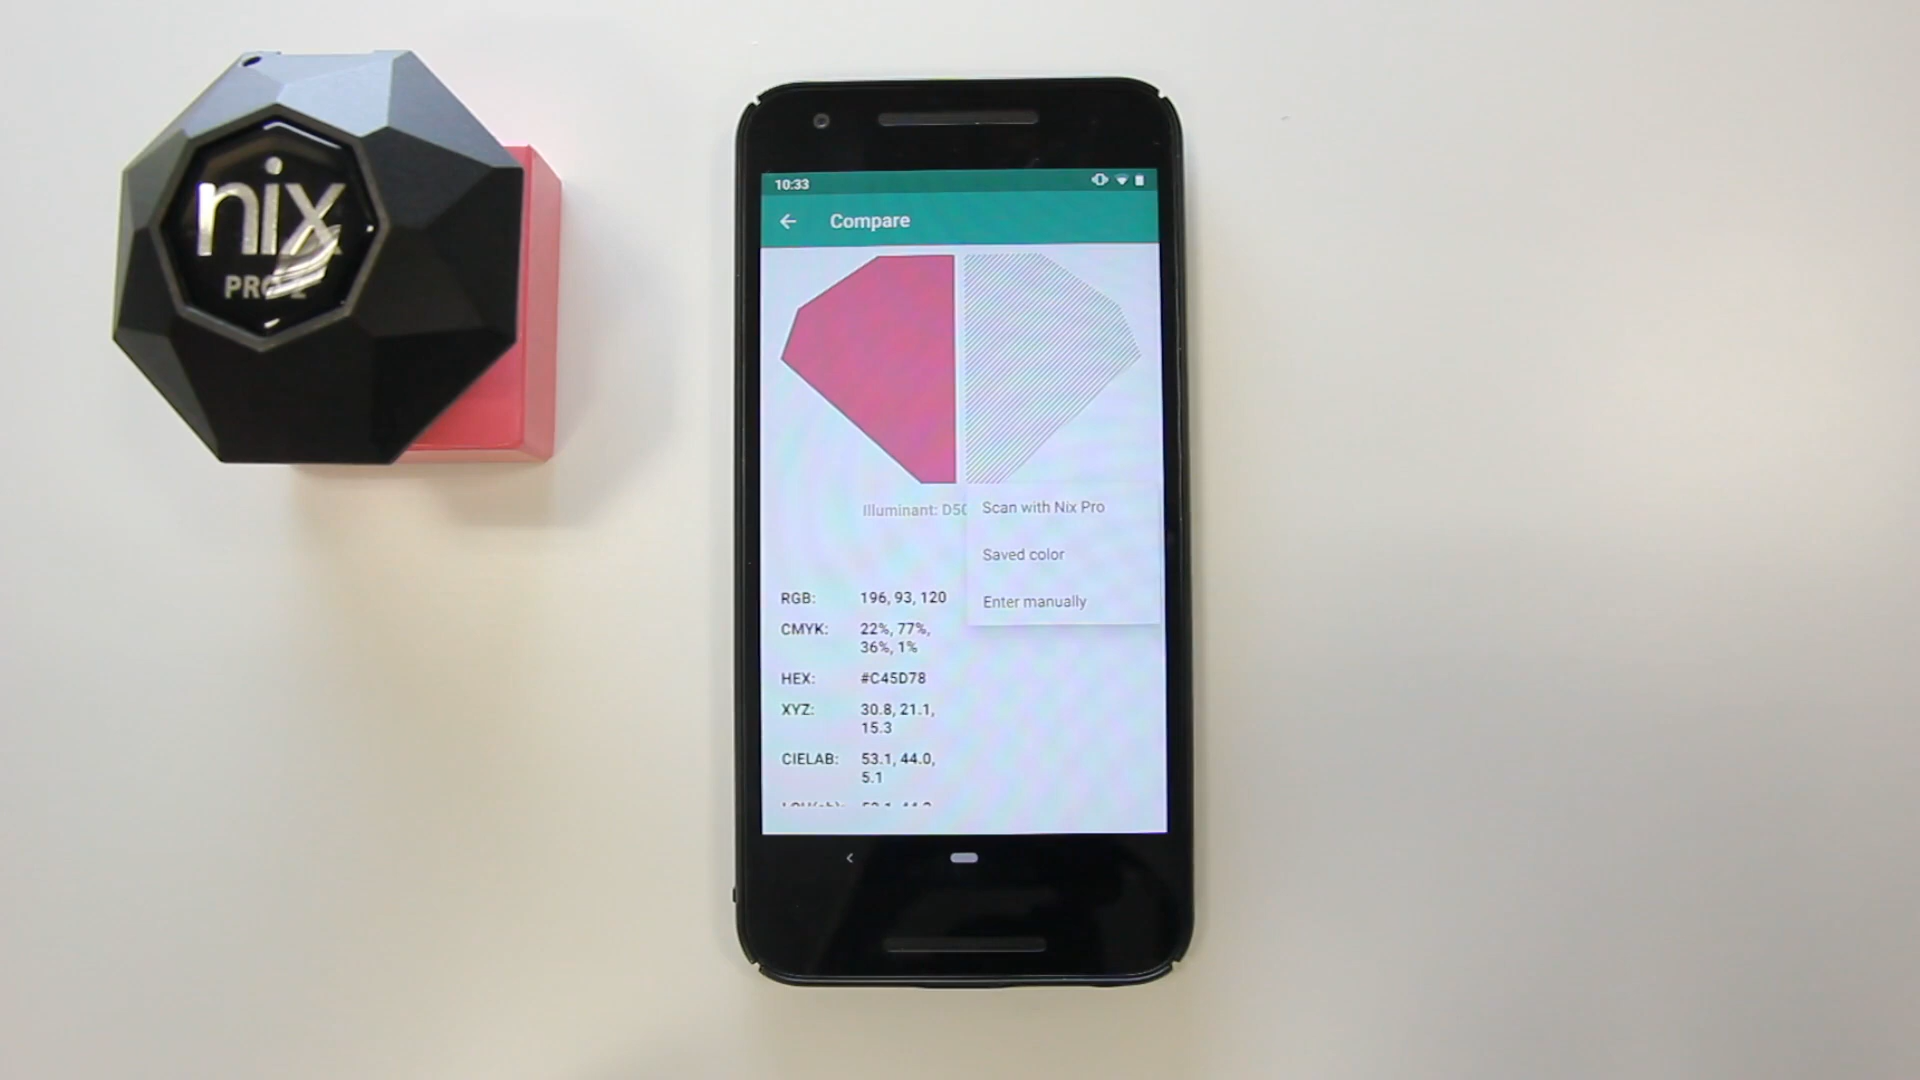 nix
PRO 2
10:33
Compare
Illuminant: D50
Scan with Nix Pro
Saved color
Enter manually
RGB: 196, 93, 120
CMYK: 22%, 77%,
36%, 1%
HEX: #C45D78
XYZ: 30.8, 21.1,
15.3
CIELAB: 53.1, 44.0,
5.1